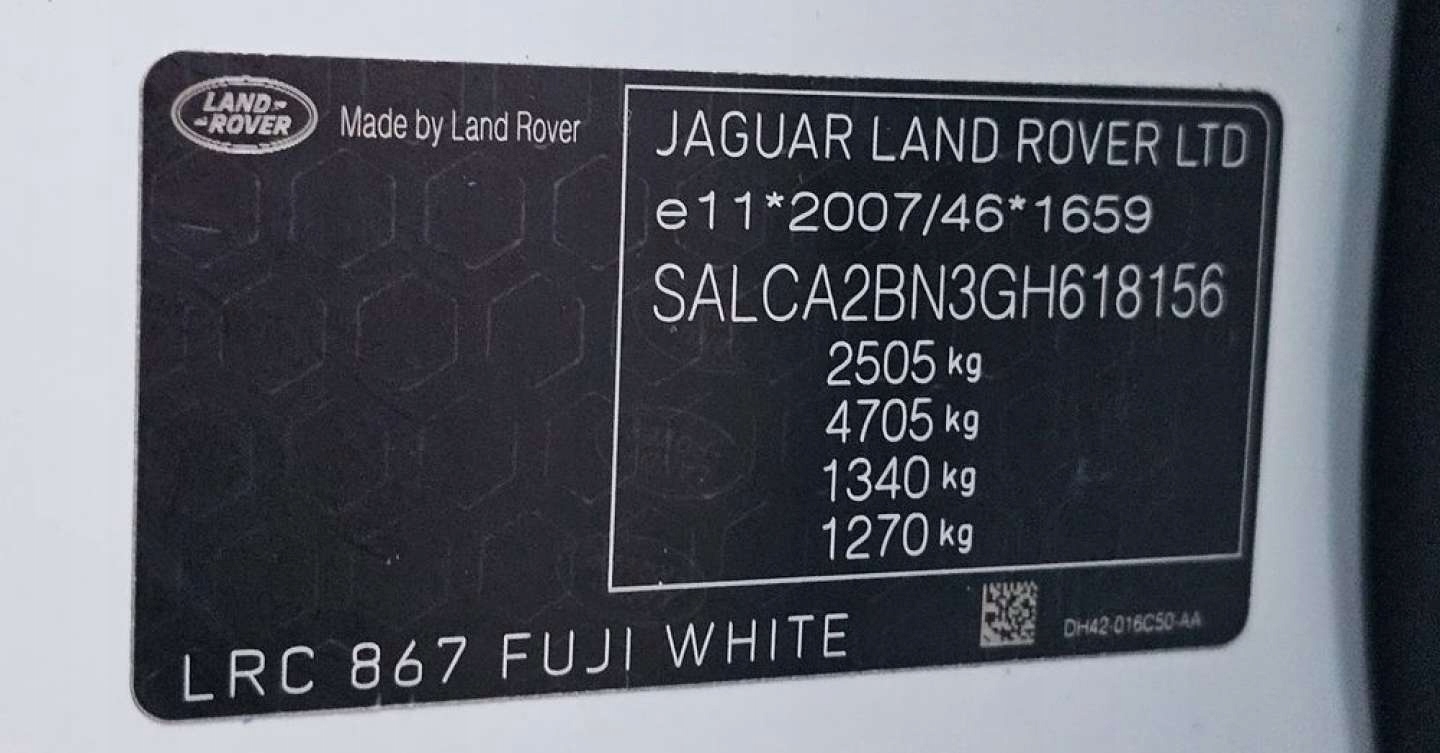 LAND-
-ROVER
Made by Land Rover
JAGUAR LAND ROVER LTD
e11*2007/46*1659
SALCA2BN3GH618156
2505 kg
4705 kg
1340 kg
1270 kg
LRC 867 FUJI WHITE
DH42-016C50-AA